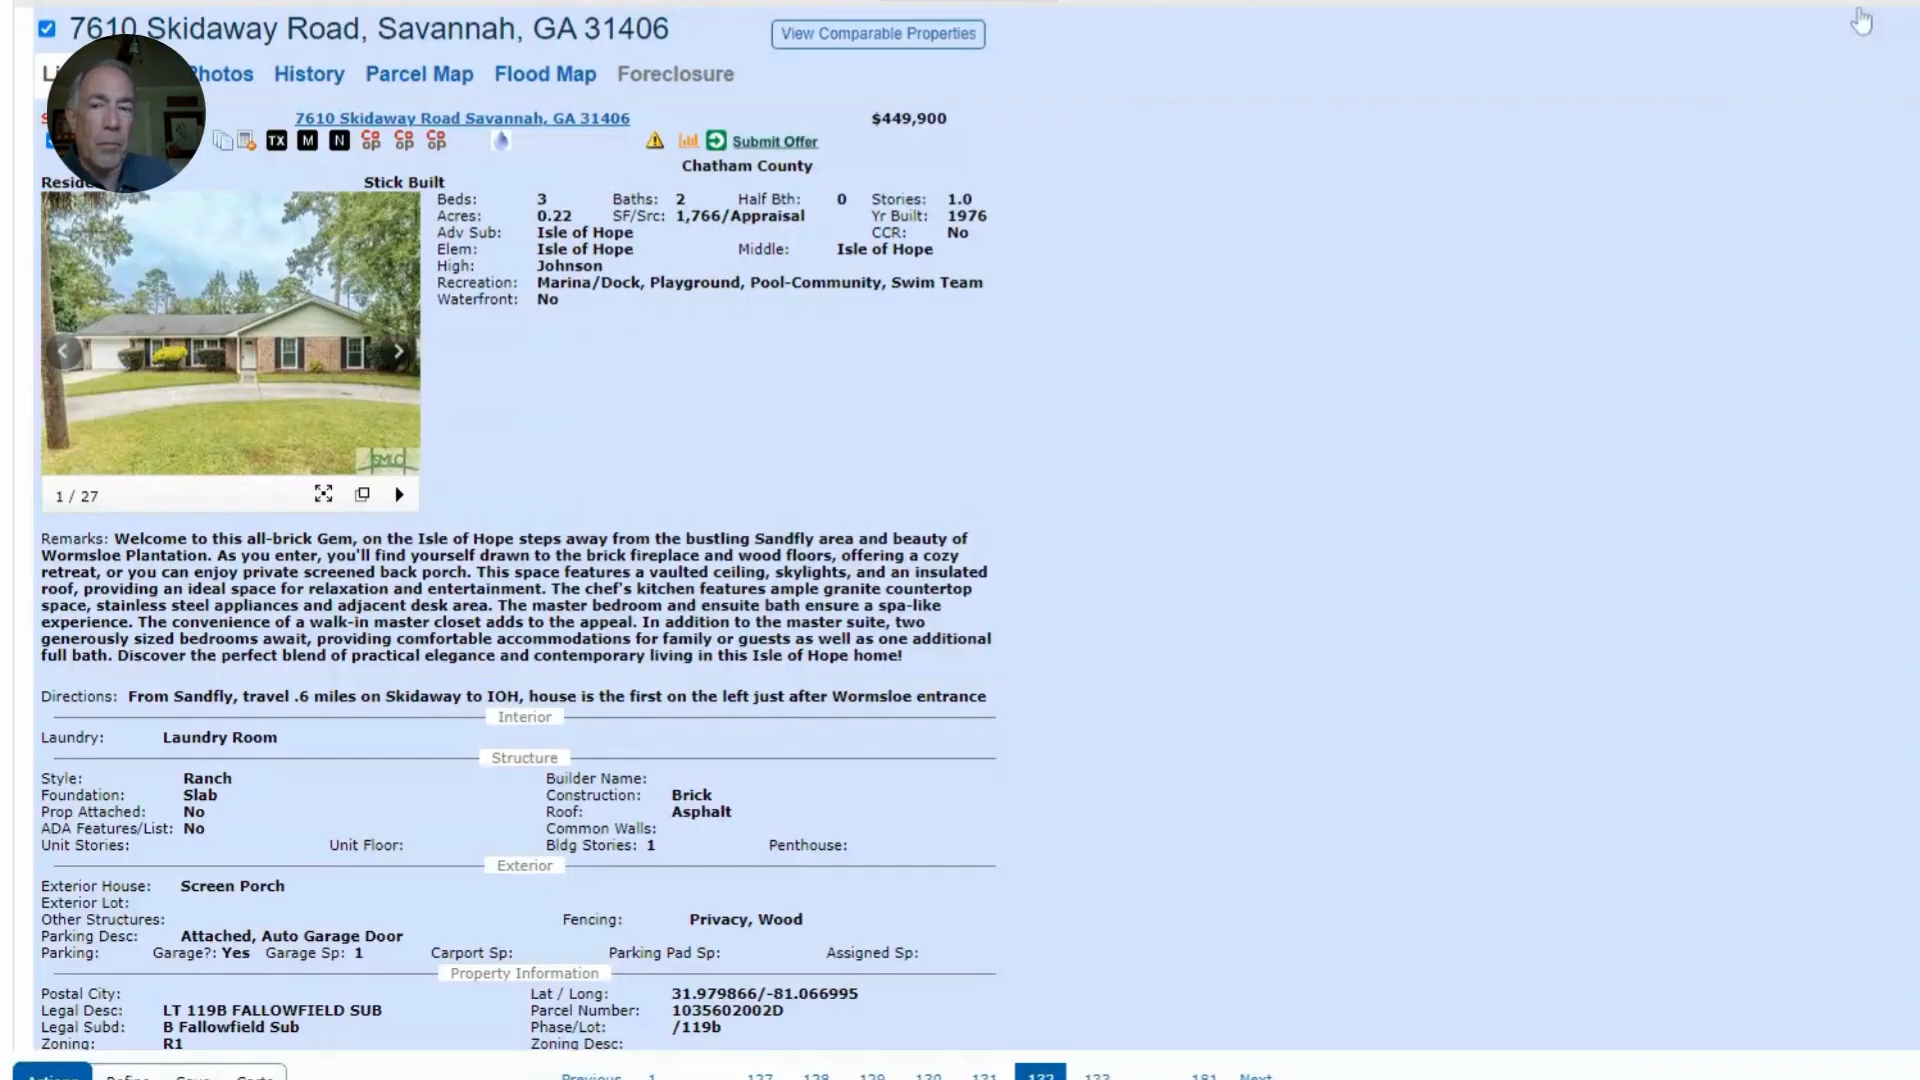 7610 Skidaway Road, Savannah, GA 31406
View Comparable Properties
Photos History Parcel Map Flood Map Foreclosure
7610 Skidaway Road Savannah, GA 31406 $449,900
TX M N Co op Co op Co op Submit Offer
Chatham County
Stick Built
Beds: 3 Baths: 2 Half Bth: 0 Stories: 1.0
Acres: 0.22 SF/Src: 1,766/Appraisal Yr Built: 1976
Adv Sub: Isle of Hope CCR: No
Elem: Isle of Hope Middle: Isle of Hope
High: Johnson
Recreation: Marina/Dock, Playground, Pool-Community, Swim Team
Waterfront: No
1 / 27
Remarks: Welcome to this all-brick Gem, on the Isle of Hope steps away from the bustling Sandfly area and beauty of
Wormsloe Plantation. As you enter, you'll find yourself drawn to the brick fireplace and wood floors, offering a cozy
retreat, or you can enjoy private screened back porch. This space features a vaulted ceiling, skylights, and an insulated
roof, providing an ideal space for relaxation and entertainment. The chef's kitchen features ample granite countertop
space, stainless steel appliances and adjacent desk area. The master bedroom and ensuite bath ensure a spa-like
experience. The convenience of a walk-in master closet adds to the appeal. In addition to the master suite, two
generously sized bedrooms await, providing comfortable accommodations for family or guests as well as one additional
full bath. Discover the perfect blend of practical elegance and contemporary living in this Isle of Hope home!
Directions: From Sandfly, travel .6 miles on Skidaway to IOH, house is the first on the left just after Wormsloe entrance
Interior
Laundry: Laundry Room
Structure
Style: Ranch Builder Name:
Foundation: Slab Construction: Brick
Prop Attached: No Roof: Asphalt
ADA Features/List: No Common Walls:
Unit Stories: Unit Floor: Bldg Stories: 1 Penthouse:
Exterior
Exterior House: Screen Porch
Exterior Lot:
Other Structures: Fencing: Privacy, Wood
Parking Desc: Attached, Auto Garage Door
Parking: Garage?: Yes Garage Sp: 1 Carport Sp: Parking Pad Sp: Assigned Sp:
Property Information
Postal City: Lat / Long: 31.979866/-81.066995
Legal Desc: LT 119B FALLOWFIELD SUB Parcel Number: 1035602002D
Legal Subd: B Fallowfield Sub Phase/Lot: /119b
Zoning: R1 Zoning Desc:
Previous 1 127 128 129 130 131 132 133 181 Next